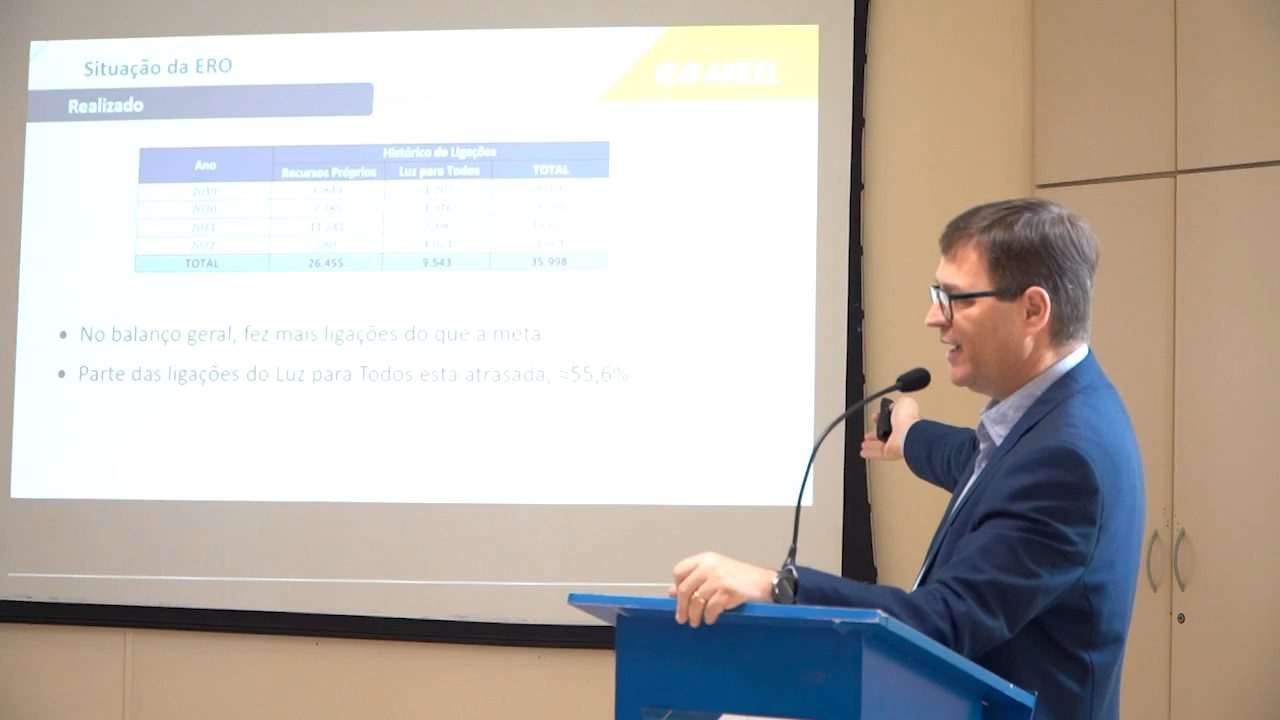 Situação da ERO
ANEEL
Realizado
Histórico de Ligações
Ano
Recursos Próprios Luz para Todos TOTAL
2019
2020
2021
2022
TOTAL 26.455 9.543 35.998
• No balanço geral, fez mais ligações do que a meta
• Parte das ligações do Luz para Todos está atrasada, ≈55,6%